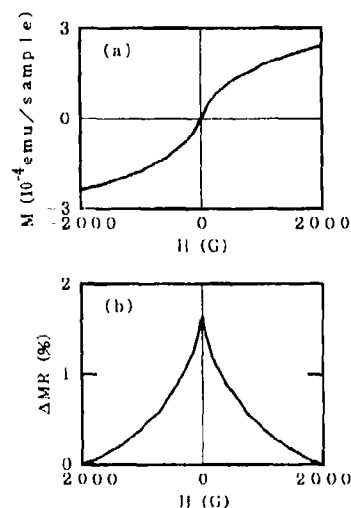 3
(a)
M (10⁻⁴emu/sample)
0
-3
-2000 0 2000
H (G)
2
(b)
ΔMR (%)
1
0
2000 0 2000
H (G)